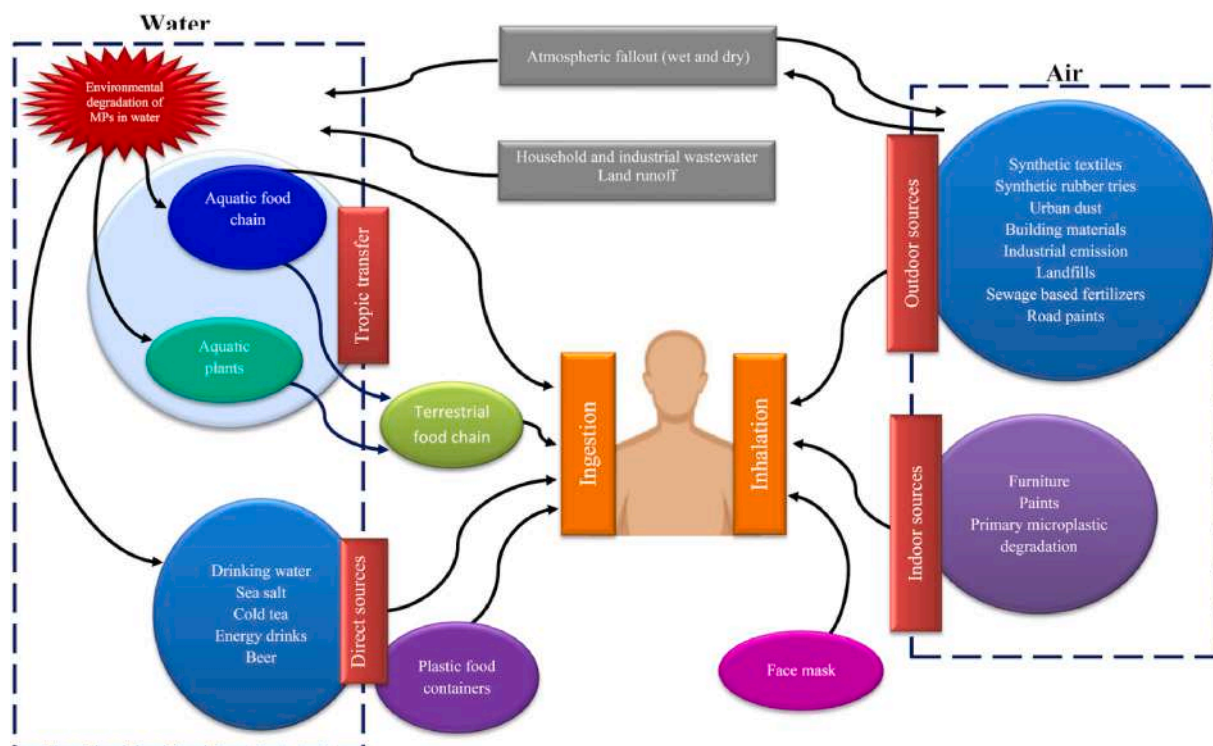 Water
Environmental
degradation of
MPs in water
Aquatic food
chain
Aquatic
plants
Tropic transfer
Terrestrial
food chain
Drinking water
Sea salt
Cold tea
Energy drinks
Beer
Direct sources
Plastic food
containers
Atmospheric fallout (wet and dry)
Household and industrial wastewater
Land runoff
Ingestion
Inhalation
Face mask
Air
Outdoor sources
Synthetic textiles
Synthetic rubber tries
Urban dust
Building materials
Industrial emission
Landfills
Sewage based fertilizers
Road paints
Indoor sources
Furniture
Paints
Primary microplastic
degradation